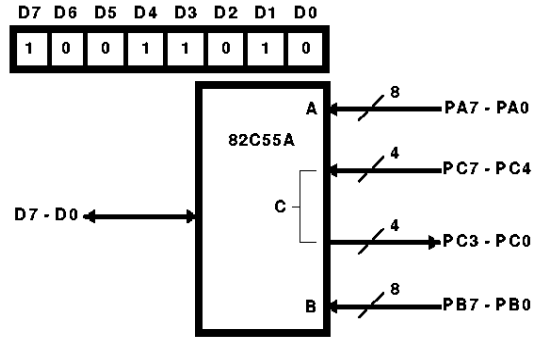 D7 D6 D5 D4 D3 D2 D1 D0
1 0 0 1 1 0 1 0
A
8
PA7 - PA0
82C55A
4
PC7 - PC4
C
D7 - D0
4
PC3 - PC0
8
B
PB7 - PB0